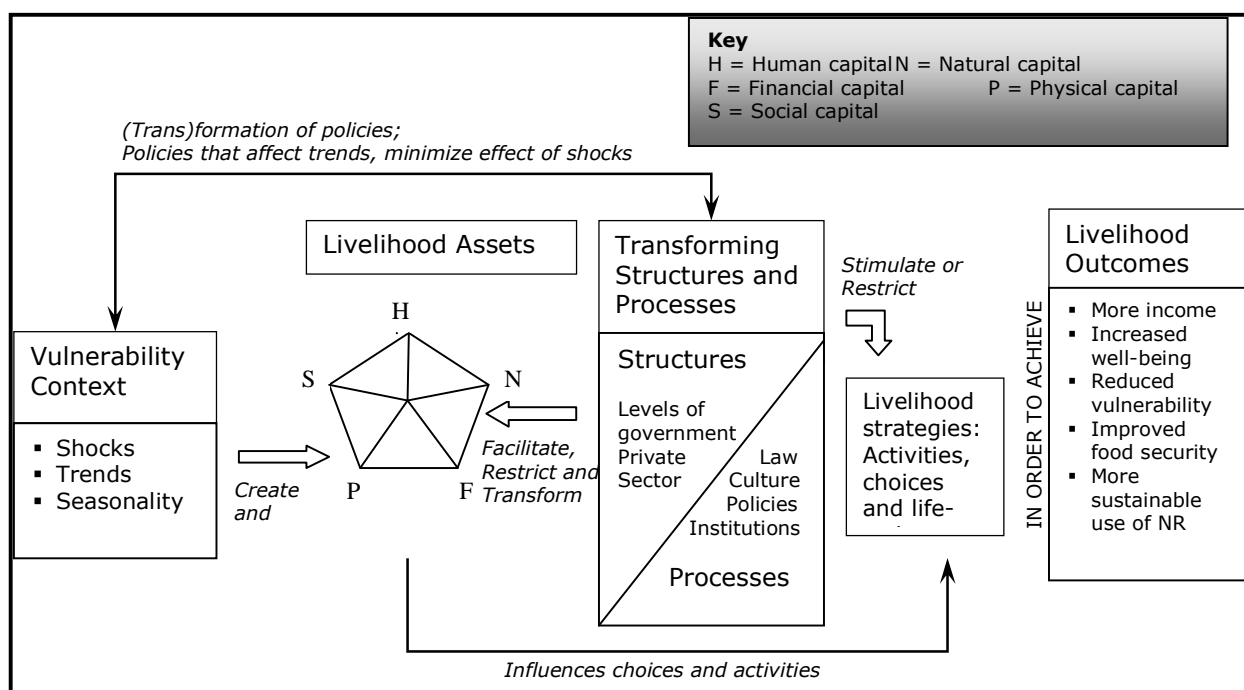 Key
H = Human capitalN = Natural capital
F = Financial capital P = Physical capital
S = Social capital
(Trans)formation of policies;
Policies that affect trends, minimize effect of shocks
Livelihood Assets
Transforming
Structures and
Processes
Stimulate or
Restrict
Livelihood
Outcomes
Vulnerability
Context
▪ Shocks
▪ Trends
▪ Seasonality
Create
and
H
S
N
P
F
Facilitate,
Restrict and
Transform
Structures
Levels of
government
Private
Sector
Law
Culture
Policies
Institutions
Processes
Livelihood
strategies:
Activities,
choices
and life-
IN ORDER TO ACHIEVE
▪ More income
▪ Increased
well-being
▪ Reduced
vulnerability
▪ Improved
food security
▪ More
sustainable
use of NR
Influences choices and activities